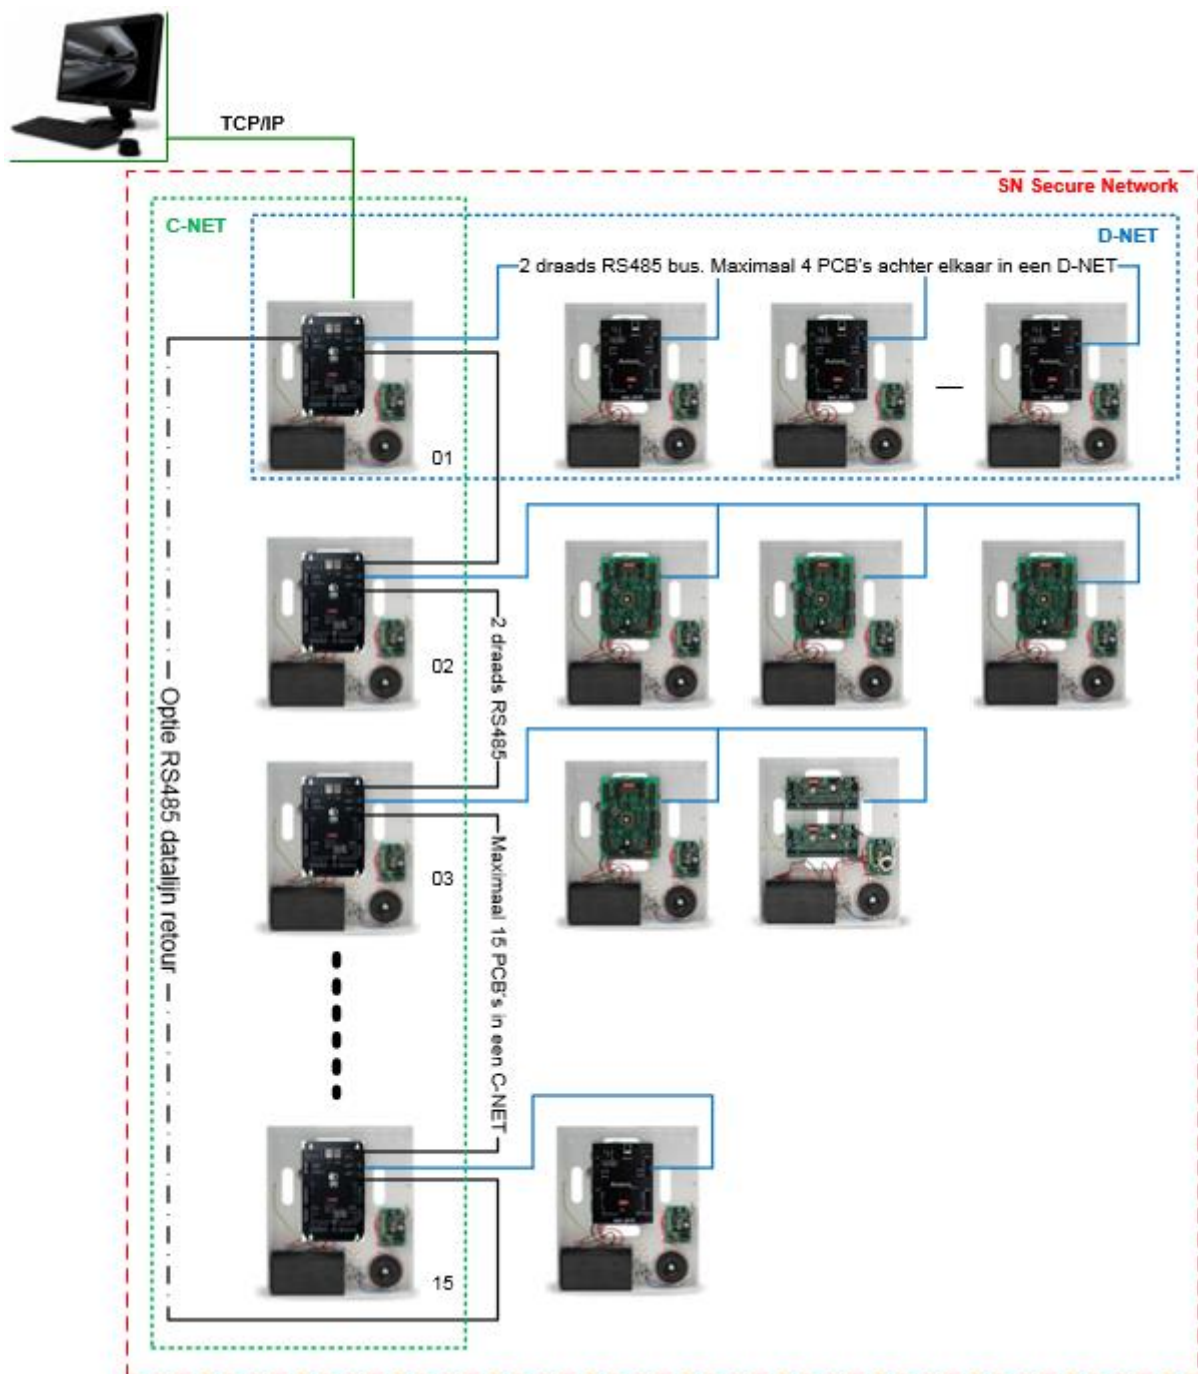 TCP/IP
SN Secure Network
C-NET
D-NET
2 draads RS485 bus. Maximaal 4 PCB's achter elkaar in een D-NET
01
02
2 draads RS485
Optie RS485 datalijn retour
03
Maximaal 15 PCB's in een C-NET
15